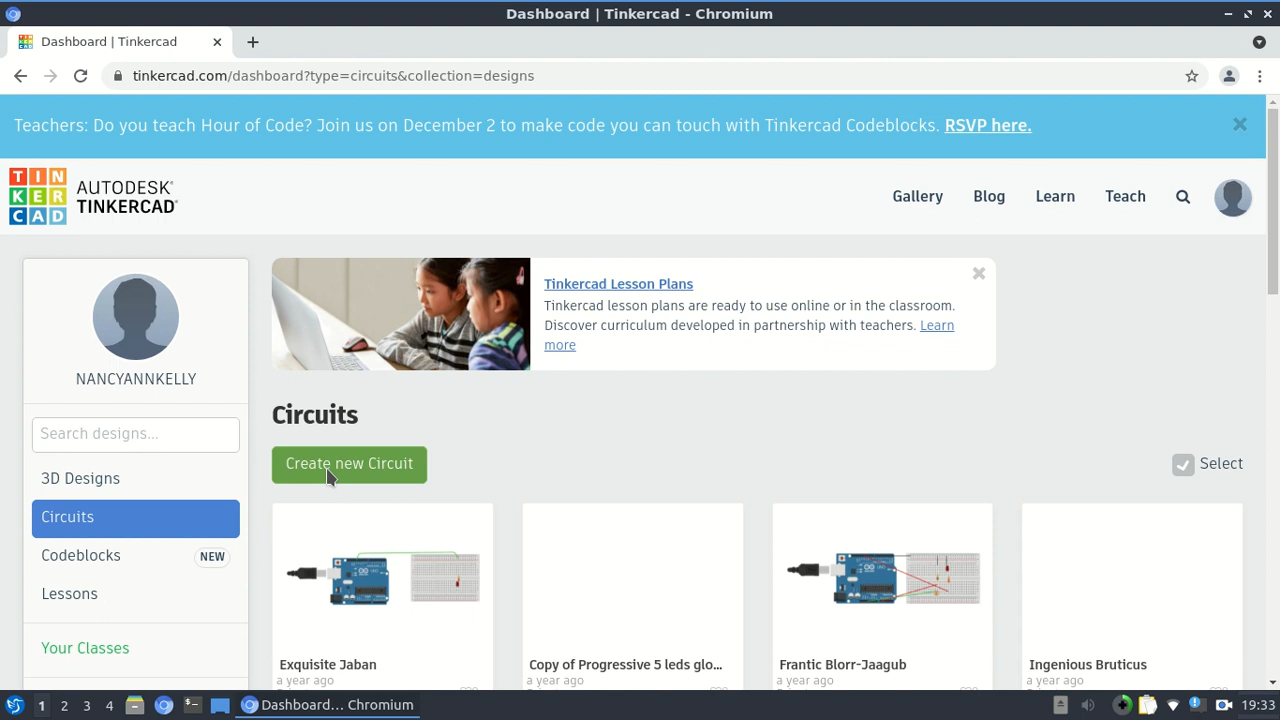 Dashboard | Tinkercad - Chromium
Dashboard | Tinkercad
tinkercad.com/dashboard?type=circuits&collection=designs
Teachers: Do you teach Hour of Code? Join us on December 2 to make code you can touch with Tinkercad Codeblocks. RSVP here.
TIN
KER
CAD
AUTODESK®
TINKERCAD®
Gallery
Blog
Learn
Teach
NANCYANNKELLY
Search designs...
3D Designs
Circuits
Codeblocks NEW
Lessons
Your Classes
Tinkercad Lesson Plans
Tinkercad lesson plans are ready to use online or in the classroom.
Discover curriculum developed in partnership with teachers. Learn
more
Circuits
Create new Circuit
Select
Exquisite Jaban
a year ago
Copy of Progressive 5 leds glo...
a year ago
Frantic Blorr-Jaagub
a year ago
Ingenious Bruticus
a year ago
1 2 3 4
Dashboard... Chromium
19:33